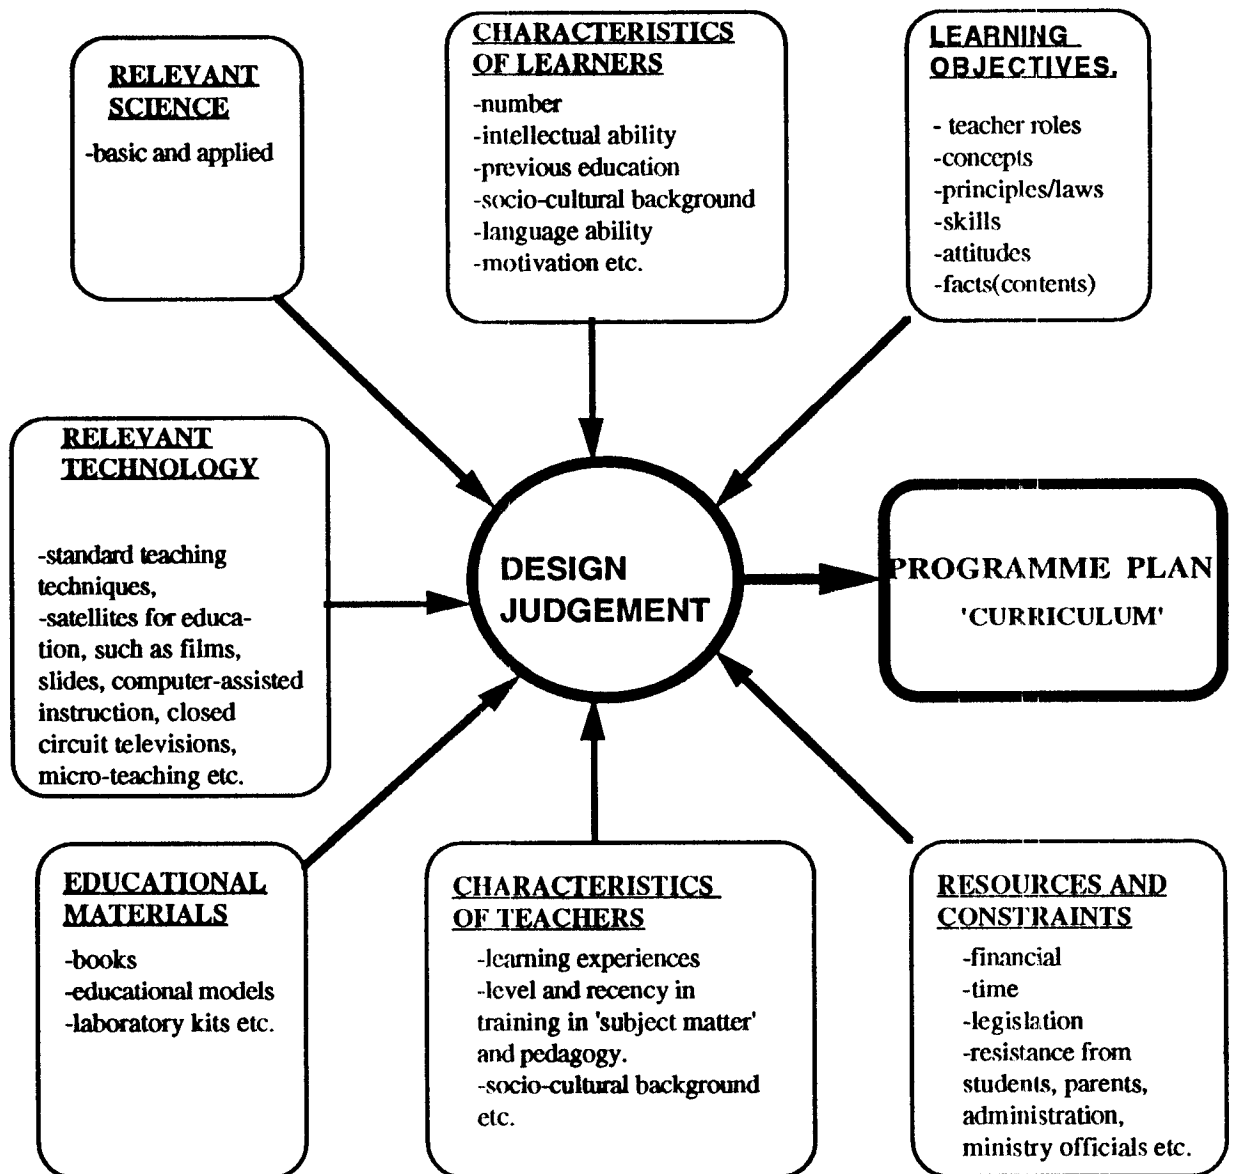 RELEVANT
SCIENCE
-basic and applied
CHARACTERISTICS
OF LEARNERS
-number
-intellectual ability
-previous education
-socio-cultural background
-language ability
-motivation etc.
LEARNING
OBJECTIVES.
- teacher roles
-concepts
-principles/laws
-skills
-attitudes
-facts(contents)
RELEVANT
TECHNOLOGY
-standard teaching
techniques,
-satellites for educa-
tion, such as films,
slides, computer-assisted
instruction, closed
circuit televisions,
micro-teaching etc.
DESIGN
JUDGEMENT
PROGRAMME PLAN
'CURRICULUM'
EDUCATIONAL
MATERIALS
-books
-educational models
-laboratory kits etc.
CHARACTERISTICS
OF TEACHERS
-learning experiences
-level and recency in
training in 'subject matter'
and pedagogy.
-socio-cultural background
etc.
RESOURCES AND
CONSTRAINTS
-financial
-time
-legislation
-resistance from
students, parents,
administration,
ministry officials etc.